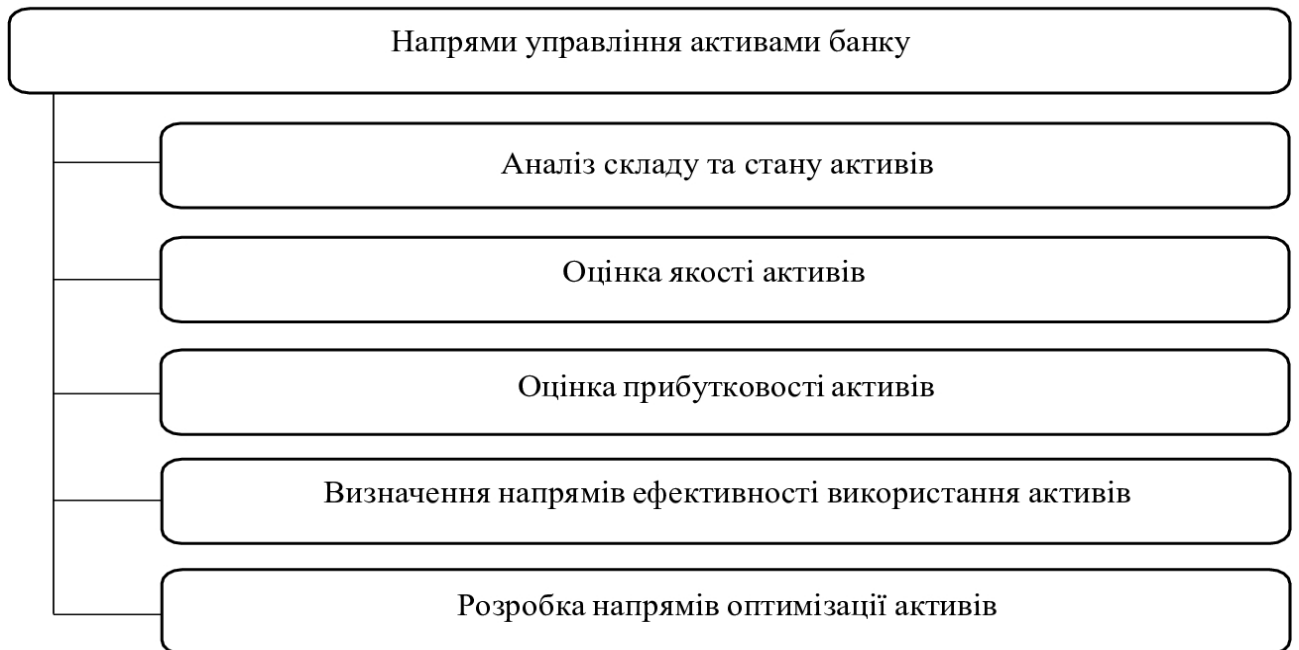 Напрями управління активами банку
Аналіз складу та стану активів
Оцінка якості активів
Оцінка прибутковості активів
Визначення напрямів ефективності використання активів
Розробка напрямів оптимізації активів